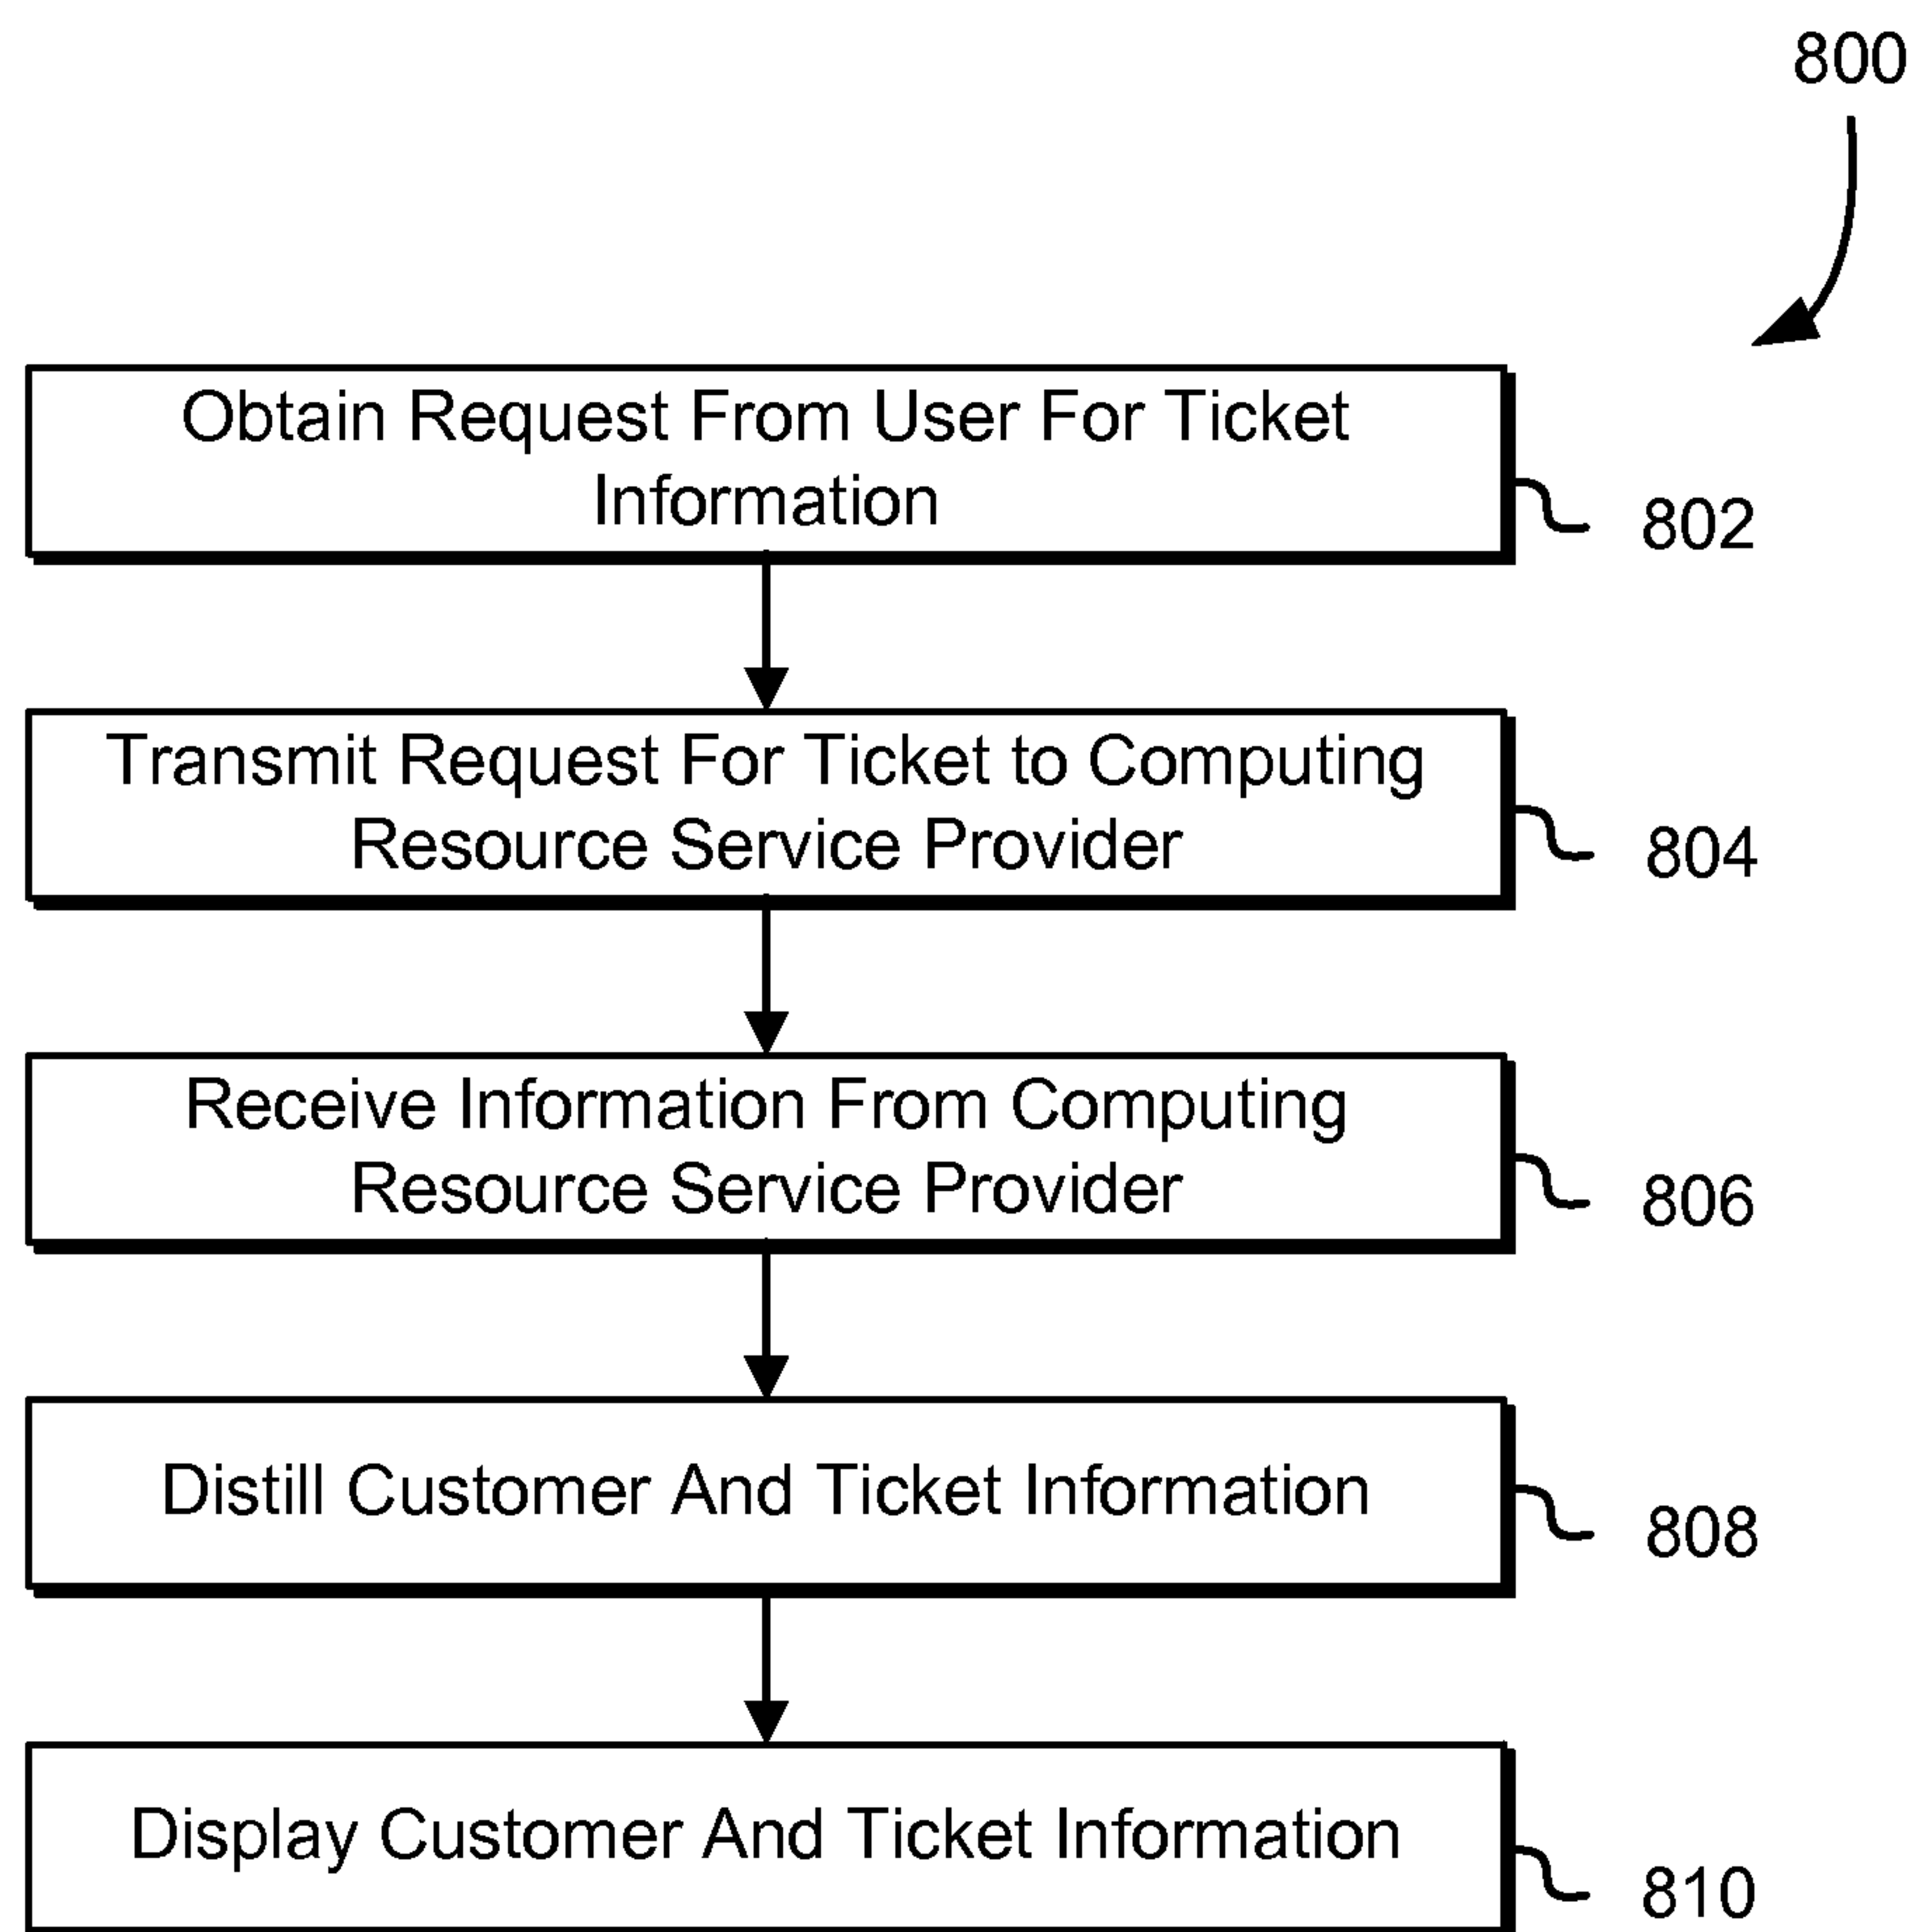 800
Obtain Request From User For Ticket
Information
802
Transmit Request For Ticket to Computing
Resource Service Provider
804
Receive Information From Computing
Resource Service Provider
806
Distill Customer And Ticket Information
808
Display Customer And Ticket Information
810